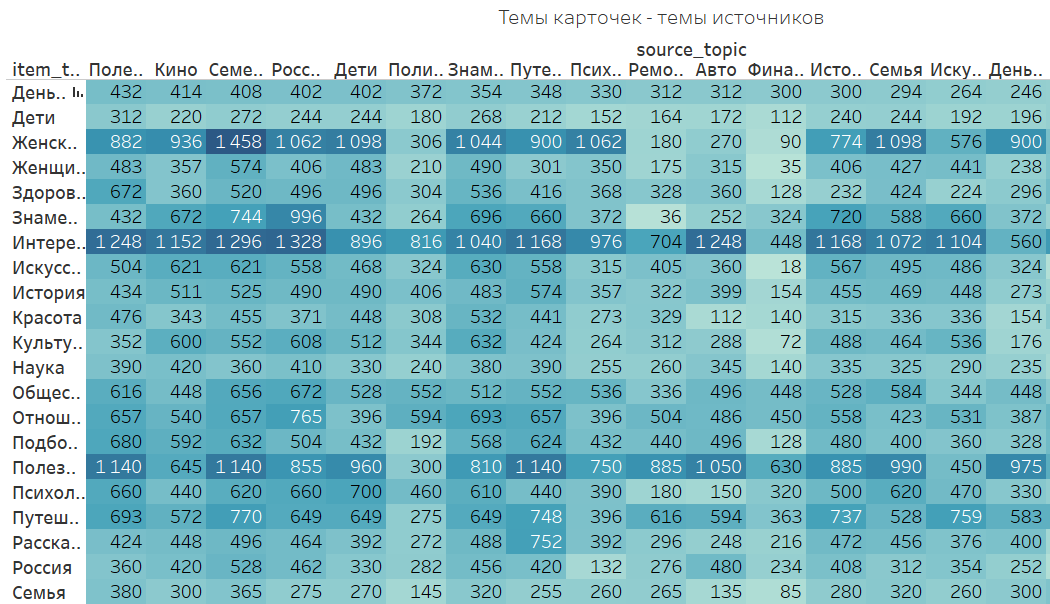 Темы карточек - темы источников
source_topic
item_t.. Поле.. Кино Семе.. Росс.. Дети Поли.. Знам.. Путе.. Псих.. Ремо.. Авто Фина.. Исто.. Семья Иску.. День..
День.. 432 414 408 402 402 372 354 348 330 312 312 300 300 294 264 246
Дети 312 220 272 244 244 180 268 212 152 164 172 112 240 244 192 196
Женск.. 882 936 1 458 1 062 1 098 306 1 044 900 1 062 180 270 90 774 1 098 576 900
Женщи.. 483 357 574 406 483 210 490 301 350 175 315 35 406 427 441 238
Здоров.. 672 360 520 496 496 304 536 416 368 328 360 128 232 424 224 296
Знаме.. 432 672 744 996 432 264 696 660 372 36 252 324 720 588 660 372
Интере.. 1 248 1 152 1 296 1 328 896 816 1 040 1 168 976 704 1 248 448 1 168 1 072 1 104 560
Искусс.. 504 621 621 558 468 324 630 558 315 405 360 18 567 495 486 324
История 434 511 525 490 490 406 483 574 357 322 399 154 455 469 448 273
Красота 476 343 455 371 448 308 532 441 273 329 112 140 315 336 336 154
Культу.. 352 600 552 608 512 344 632 424 264 312 288 72 488 464 536 176
Наука 390 420 360 410 330 240 380 390 255 260 345 140 335 325 290 235
Общес.. 616 448 656 672 528 552 512 552 536 336 496 448 528 584 344 448
Отнош.. 657 540 657 765 396 594 693 657 396 504 486 450 558 423 531 387
Подбо.. 680 592 632 504 432 192 568 624 432 440 496 128 480 400 360 328
Полез.. 1 140 645 1 140 855 960 300 810 1 140 750 885 1 050 630 885 990 450 975
Психол.. 660 440 620 660 700 460 610 440 390 180 150 320 500 620 470 330
Путеш.. 693 572 770 649 649 275 649 748 396 616 594 363 737 528 759 583
Расска.. 424 448 496 464 392 272 488 752 392 296 248 216 472 456 376 400
Россия 360 420 528 462 330 282 456 420 132 276 480 234 408 312 354 252
Семья 380 300 365 275 270 145 320 255 260 265 135 85 280 320 260 300